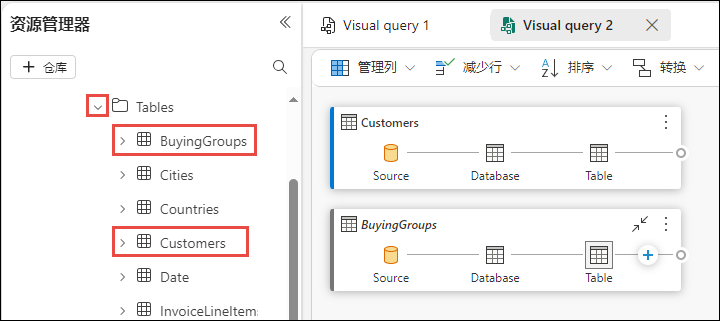 资源管理器
仓库
Tables
BuyingGroups
Cities
Countries
Customers
Date
InvoiceLineItem
Visual query 1
Visual query 2
管理列
减少行
排序
转换
Customers
Source Database Table
BuyingGroups
Source Database Table